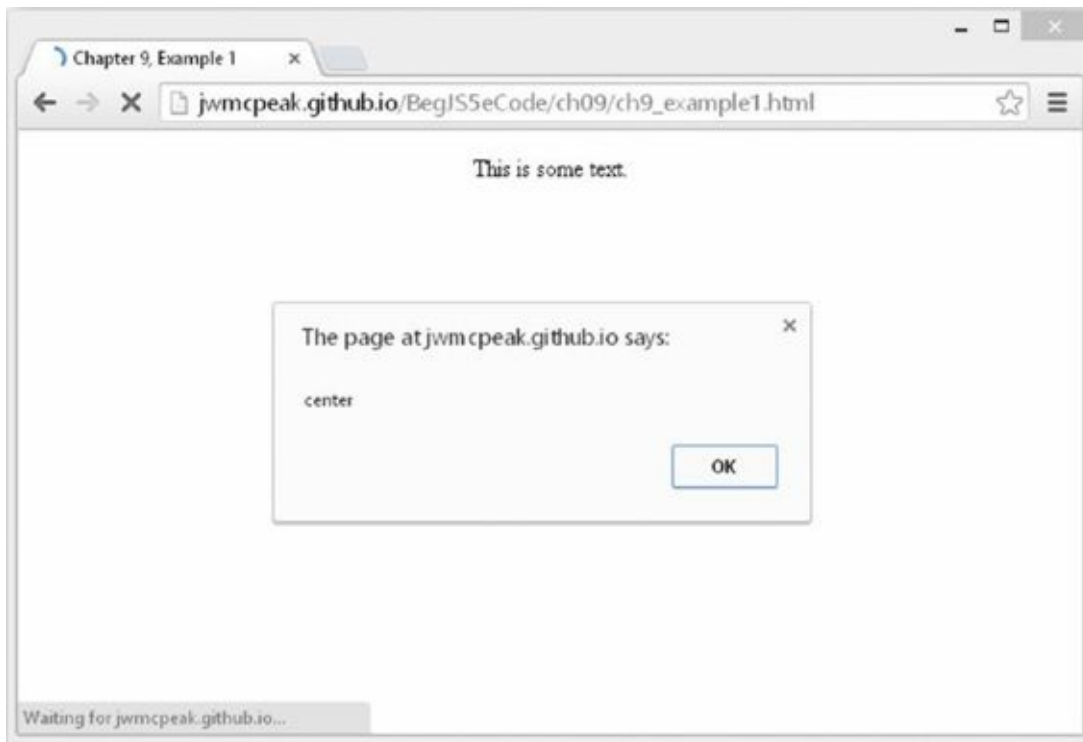 Chapter 9, Example 1
jwmcpeak.github.io/BegJS5eCode/ch09/ch9_example1.html
This is some text.
The page at jwmcpeak.github.io says:
center
OK
Waiting for jwmcpeak.github.io...